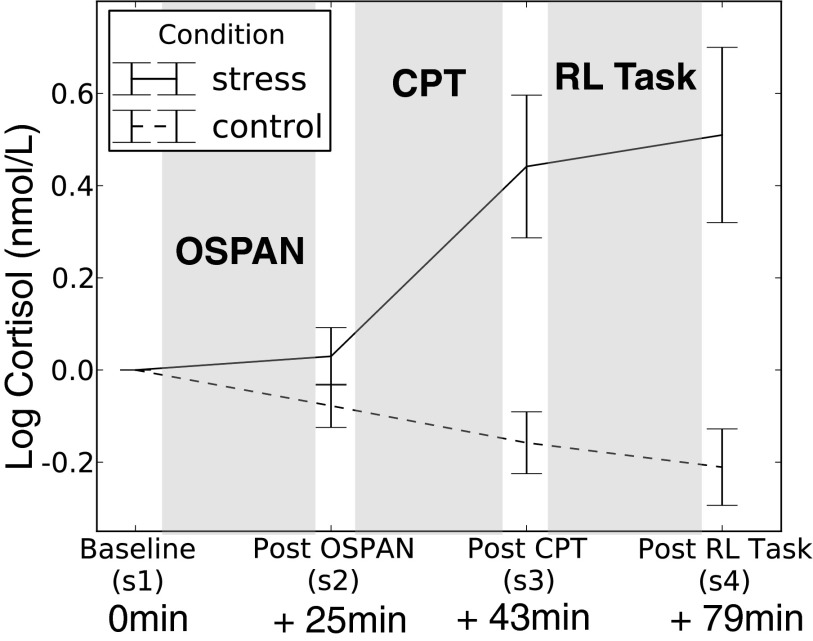 Condition
stress
control
CPT
RL Task
OSPAN
Log Cortisol (nmol/L)
0.6
0.4
0.2
0.0
-0.2
Baseline
(s1)
0min
Post OSPAN
(s2)
+ 25min
Post CPT
(s3)
+ 43min
Post RL Task
(s4)
+ 79min